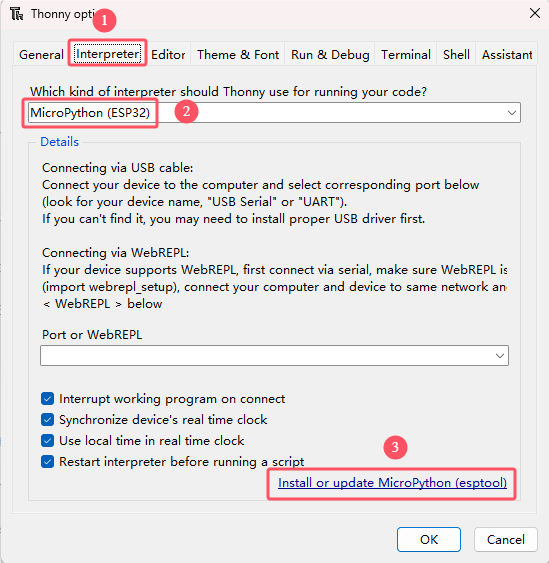 Thonny opti
1
General Interpreter Editor Theme & Font Run & Debug Terminal Shell Assistant
Which kind of interpreter should Thonny use for running your code?
MicroPython (ESP32)
2
Details
Connecting via USB cable:
Connect your device to the computer and select corresponding port below
(look for your device name, "USB Serial" or "UART").
If you can't find it, you may need to install proper USB driver first.
Connecting via WebREPL:
If your device supports WebREPL, first connect via serial, make sure WebREPL is
(import webrepl_setup), connect your computer and device to same network and
< WebREPL > below
Port or WebREPL
Interrupt working program on connect
Synchronize device's real time clock
Use local time in real time clock
Restart interpreter before running a script
3
Install or update MicroPython (esptool)
OK Cancel